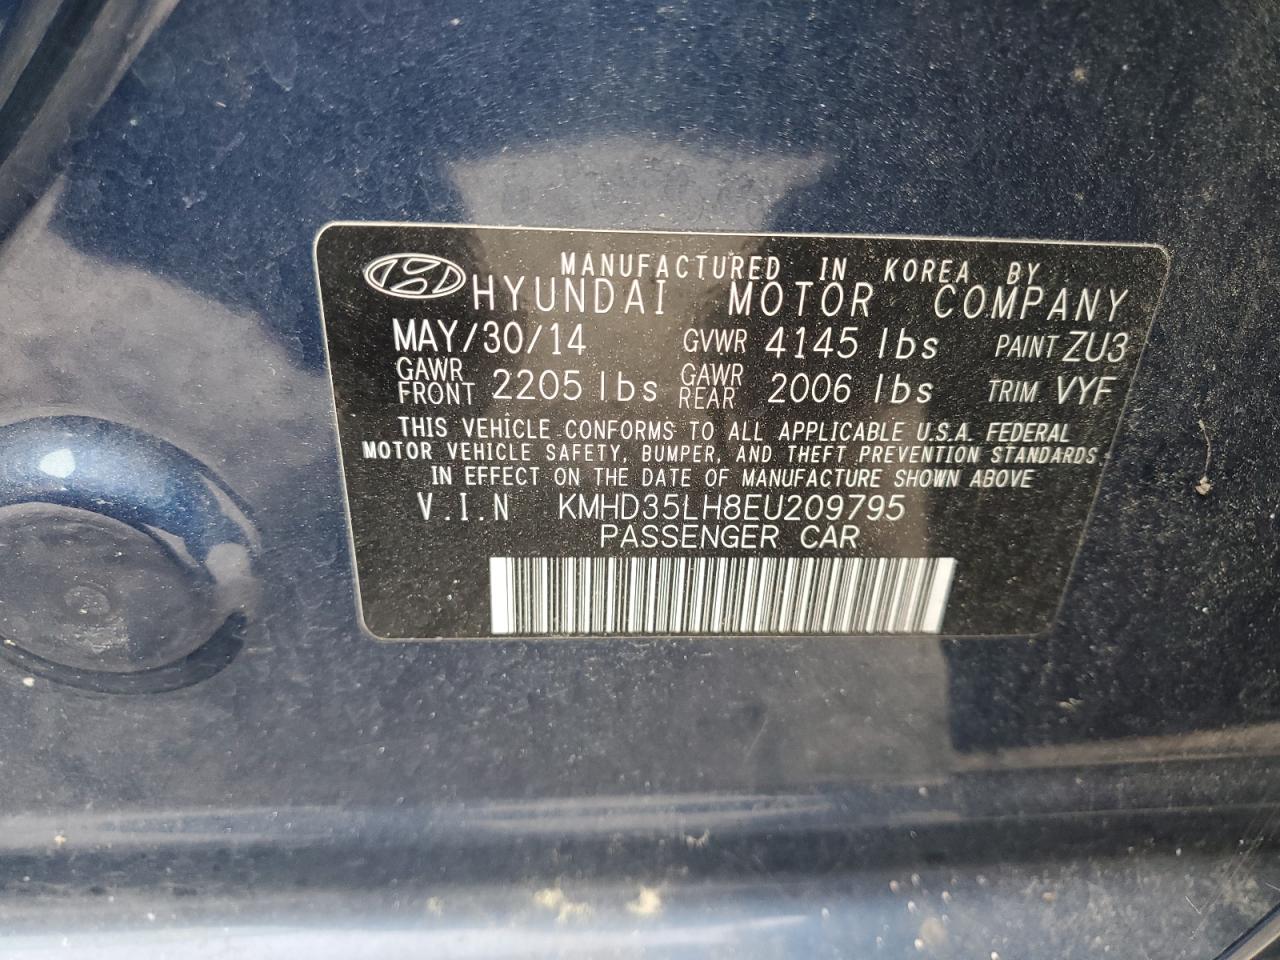 MANUFACTURED IN KOREA BY
HYUNDAI MOTOR COMPANY
MAY/30/14 GVWR 4145 lbs PAINT ZU3
GAWR FRONT 2205 lbs GAWR REAR 2006 lbs TRIM VYF
THIS VEHICLE CONFORMS TO ALL APPLICABLE U.S.A. FEDERAL
MOTOR VEHICLE SAFETY, BUMPER, AND THEFT PREVENTION STANDARDS
IN EFFECT ON THE DATE OF MANUFACTURE SHOWN ABOVE
V.I.N KMHD35LH8EU209795
PASSENGER CAR